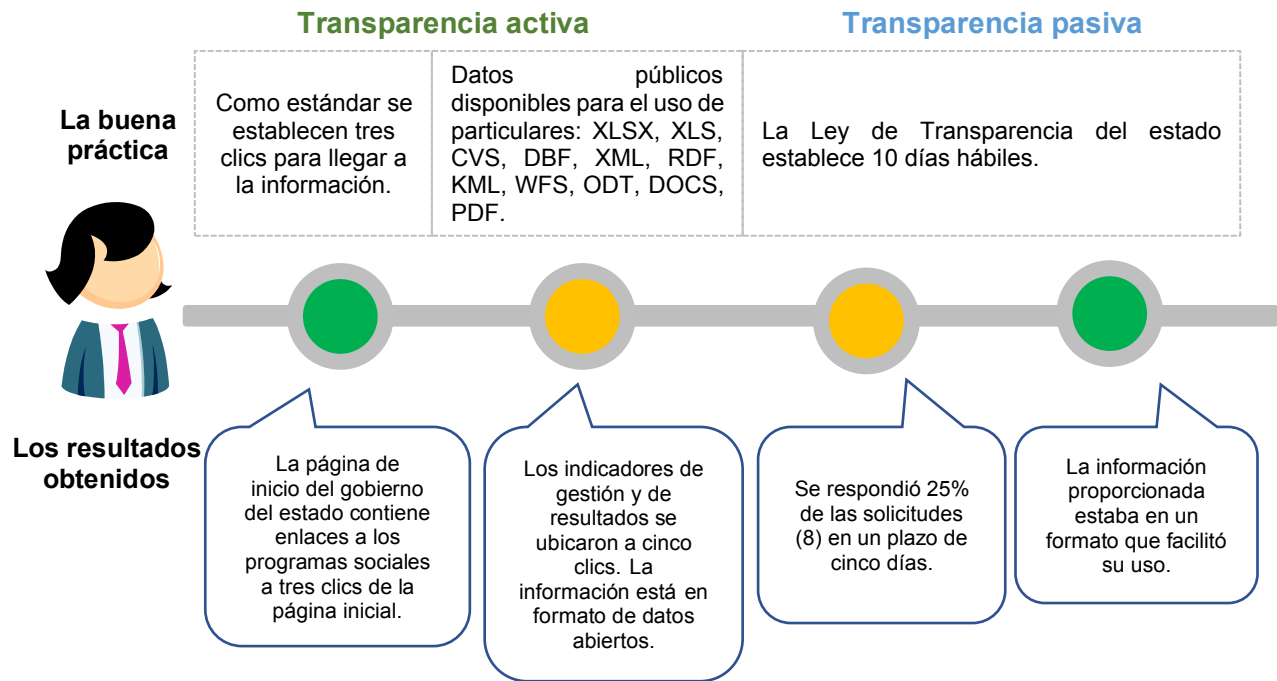 Transparencia activa
Transparencia pasiva
La buena
práctica
Como estándar se
establecen tres
clics para llegar a
la información.
Datos públicos
disponibles para el uso de
particulares: XLSX, XLS,
CVS, DBF, XML, RDF,
KML, WFS, ODT, DOCS,
PDF.
La Ley de Transparencia del estado
establece 10 días hábiles.
Los resultados
obtenidos
La página de
inicio del gobierno
del estado contiene
enlaces a los
programas sociales
a tres clics de la
página inicial.
Los indicadores de
gestión y de
resultados se
ubicaron a cinco
clics. La
información está en
formato de datos
abiertos.
Se respondió 25%
de las solicitudes
(8) en un plazo de
cinco días.
La información
proporcionada
estaba en un
formato que facilitó
su uso.